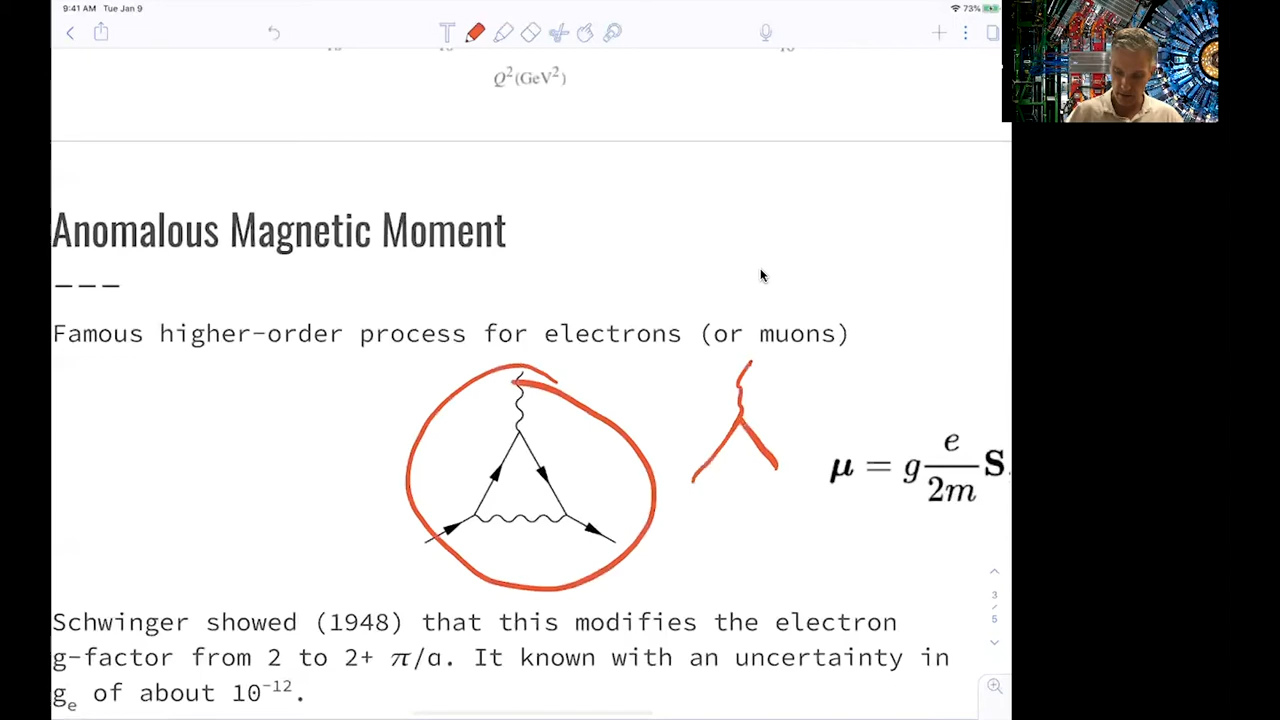 9:41 AM Tue Jan 9
73%
Q²(GeV²)
Anomalous Magnetic Moment
---
Famous higher-order process for electrons (or muons)
μ = g e/2m S.
Schwinger showed (1948) that this modifies the electron
g-factor from 2 to 2+ π/α. It known with an uncertainty in
gₑ of about 10⁻¹².
3
/
5